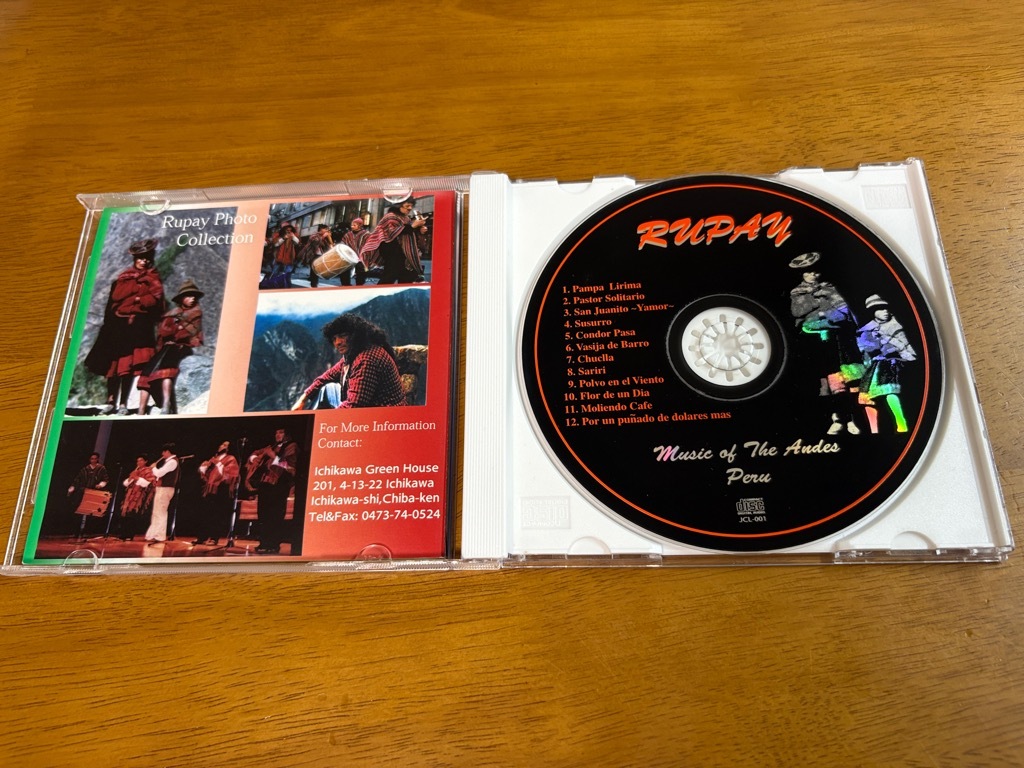 Rupay Photo
Collection
For More Information
Contact:
Ichikawa Green House
201, 4-13-22 Ichikawa
Ichikawa-shi,Chiba-ken
Tel&Fax: 0473-74-0524
RUPAY
1. Pampa Lirima
2. Pastor Solitario
3. San Juanito ~Yamor~
4. Susurro
5. Condor Pasa
6. Vasija de Barro
7. Chuclla
8. Sariri
9. Polvo en el Viento
10. Flor de un Dia
11. Moliendo Cafe
12. Por un puñado de dolares mas
Music of The Andes
Peru
COMPACT
disc
DIGITAL AUDIO
JCL-001